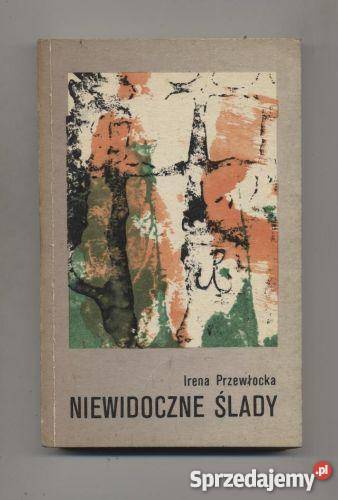 Irena Przewłocka
NIEWIDOCZNE ŚLADY
Sprzedajemy.pl